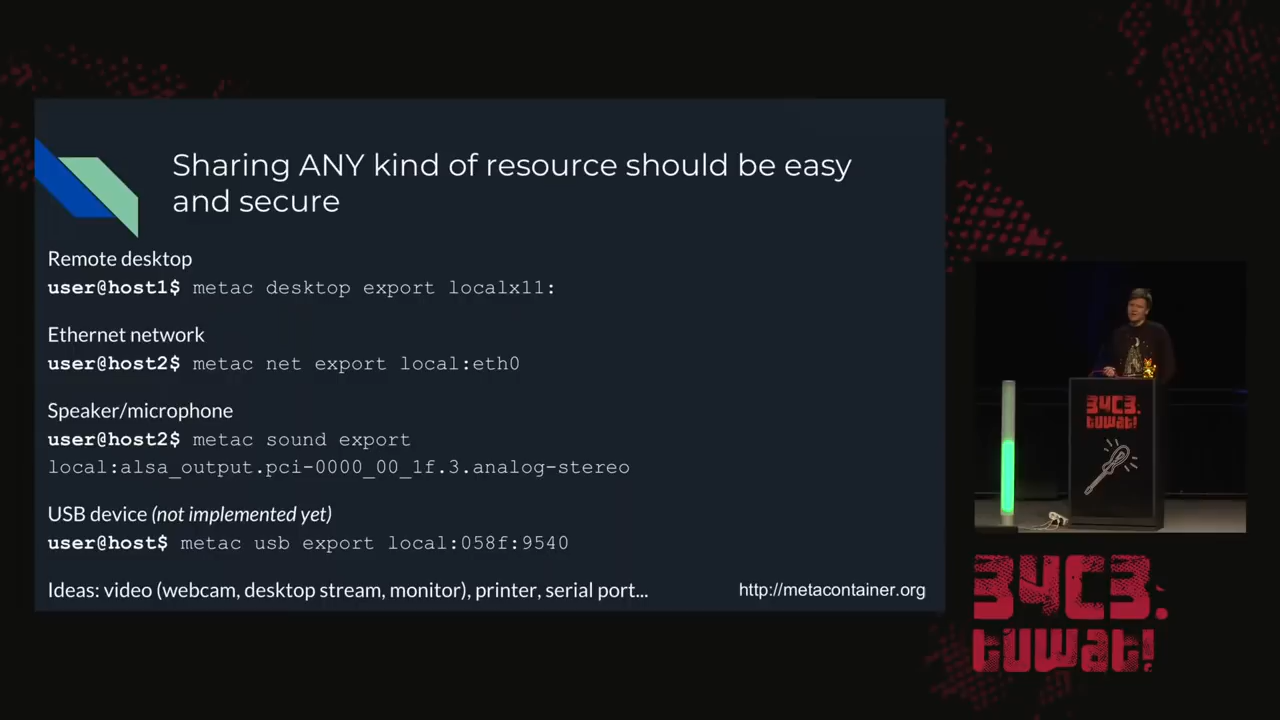 Sharing ANY kind of resource should be easy
and secure
Remote desktop
user@host1$ metac desktop export localx11:
Ethernet network
user@host2$ metac net export local:eth0
Speaker/microphone
user@host2$ metac sound export
local:alsa_output.pci-0000_00_1f.3.analog-stereo
USB device (not implemented yet)
user@host$ metac usb export local:058f:9540
Ideas: video (webcam, desktop stream, monitor), printer, serial port...
http://metacontainer.org
34C3.
tuwat!
34C3.
tuwat!